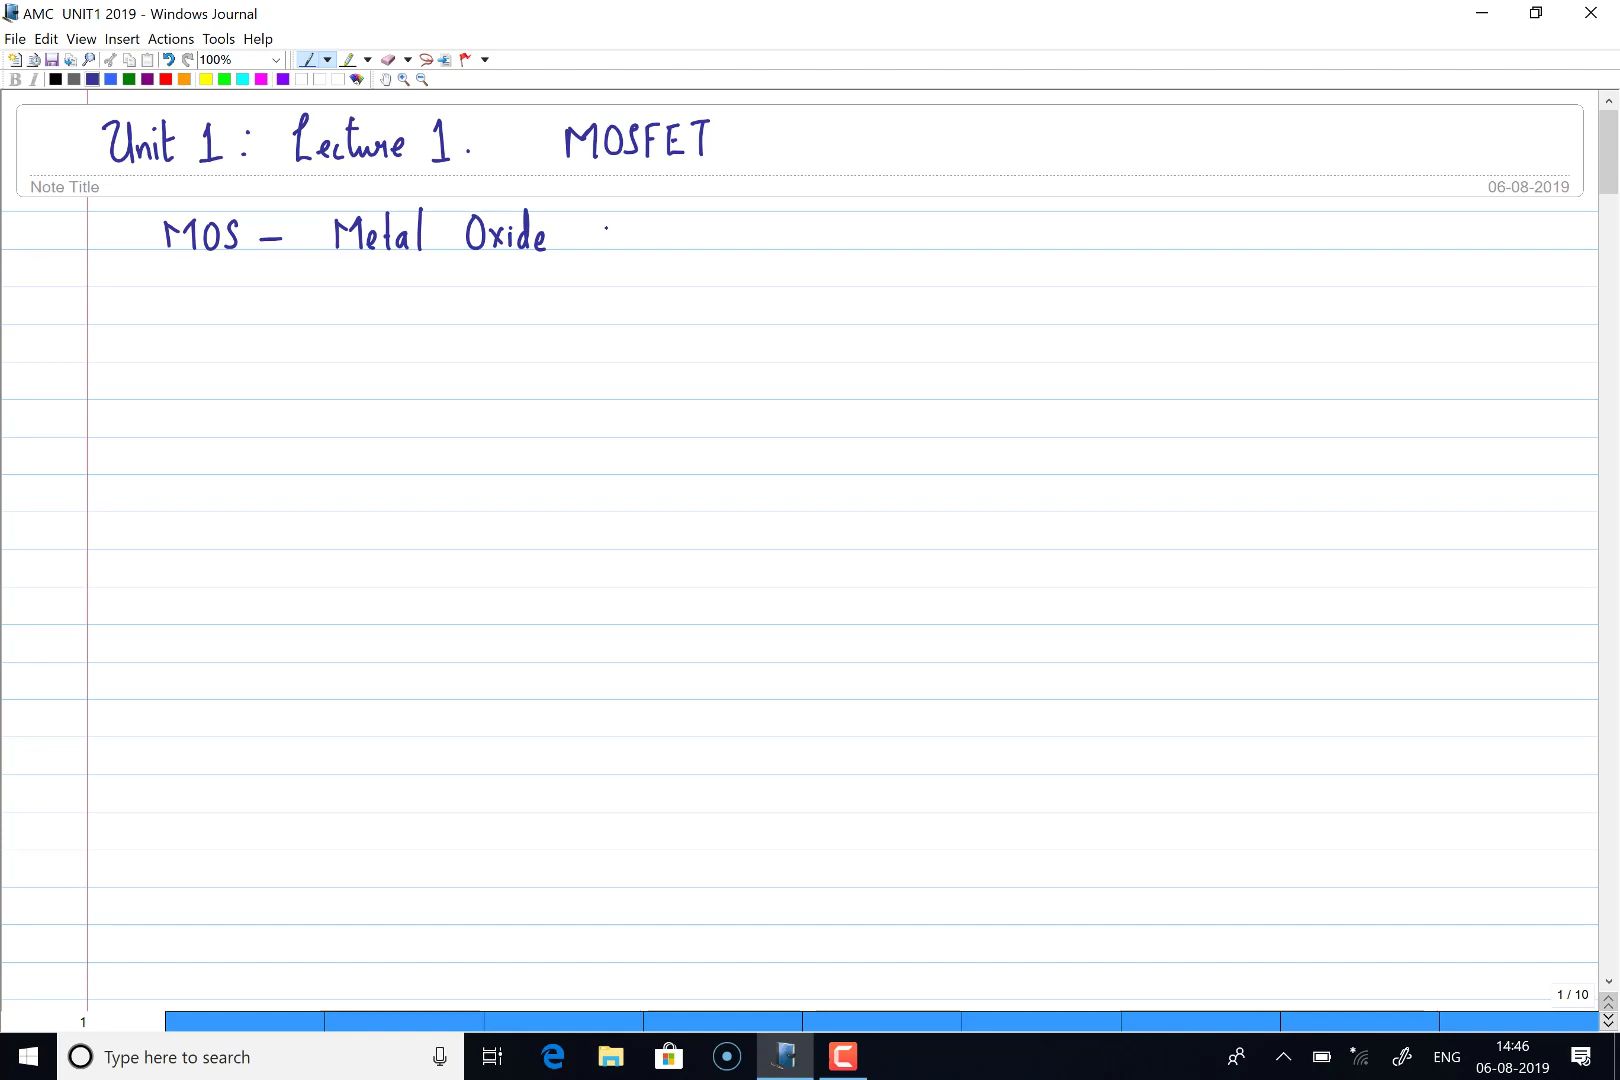 AMC UNIT1 2019 - Windows Journal
File Edit View Insert Actions Tools Help
100%
B I
Unit 1 : Lecture 1. MOSFET
Note Title
06-08-2019
MOS - Metal Oxide
1 / 10
1
Type here to search
ENG
14:46
06-08-2019